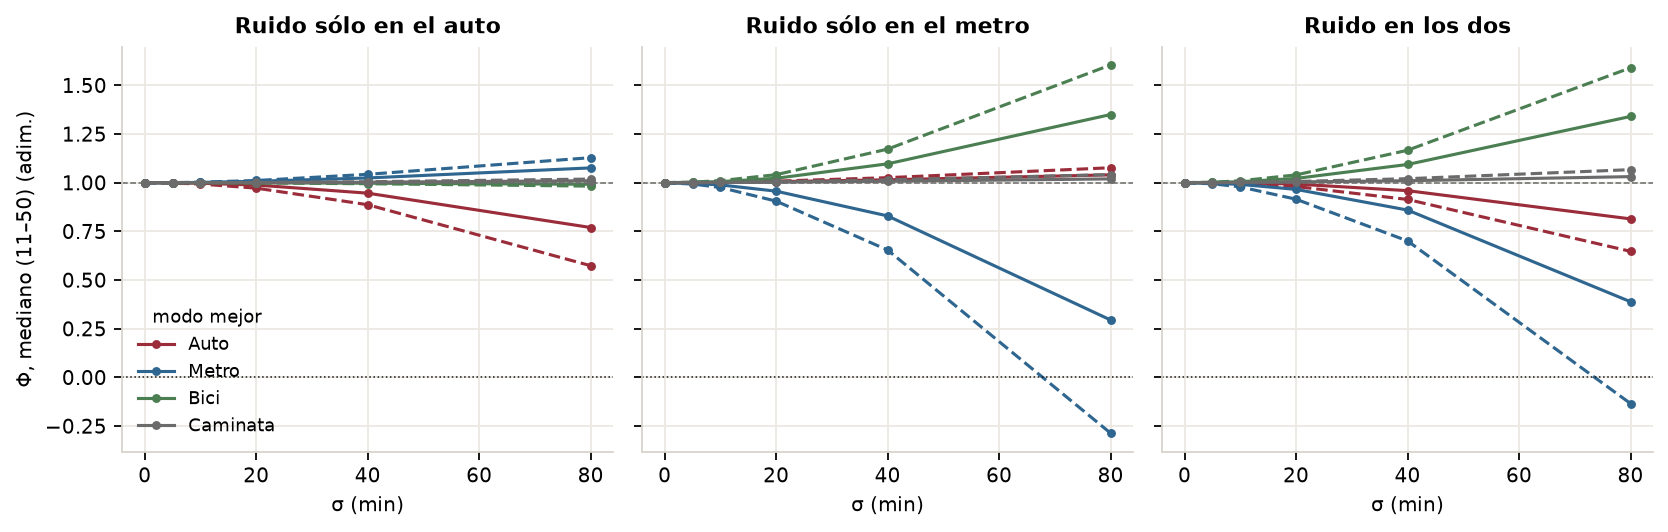 Ruido sólo en el auto
Ruido sólo en el metro
Ruido en los dos
Φ, mediano (11–50) (adim.)
1.50
1.25
1.00
0.75
0.50
0.25
0.00
−0.25
modo mejor
Auto
Metro
Bici
Caminata
0 20 40 60 80
0 20 40 60 80
0 20 40 60 80
σ (min)
σ (min)
σ (min)